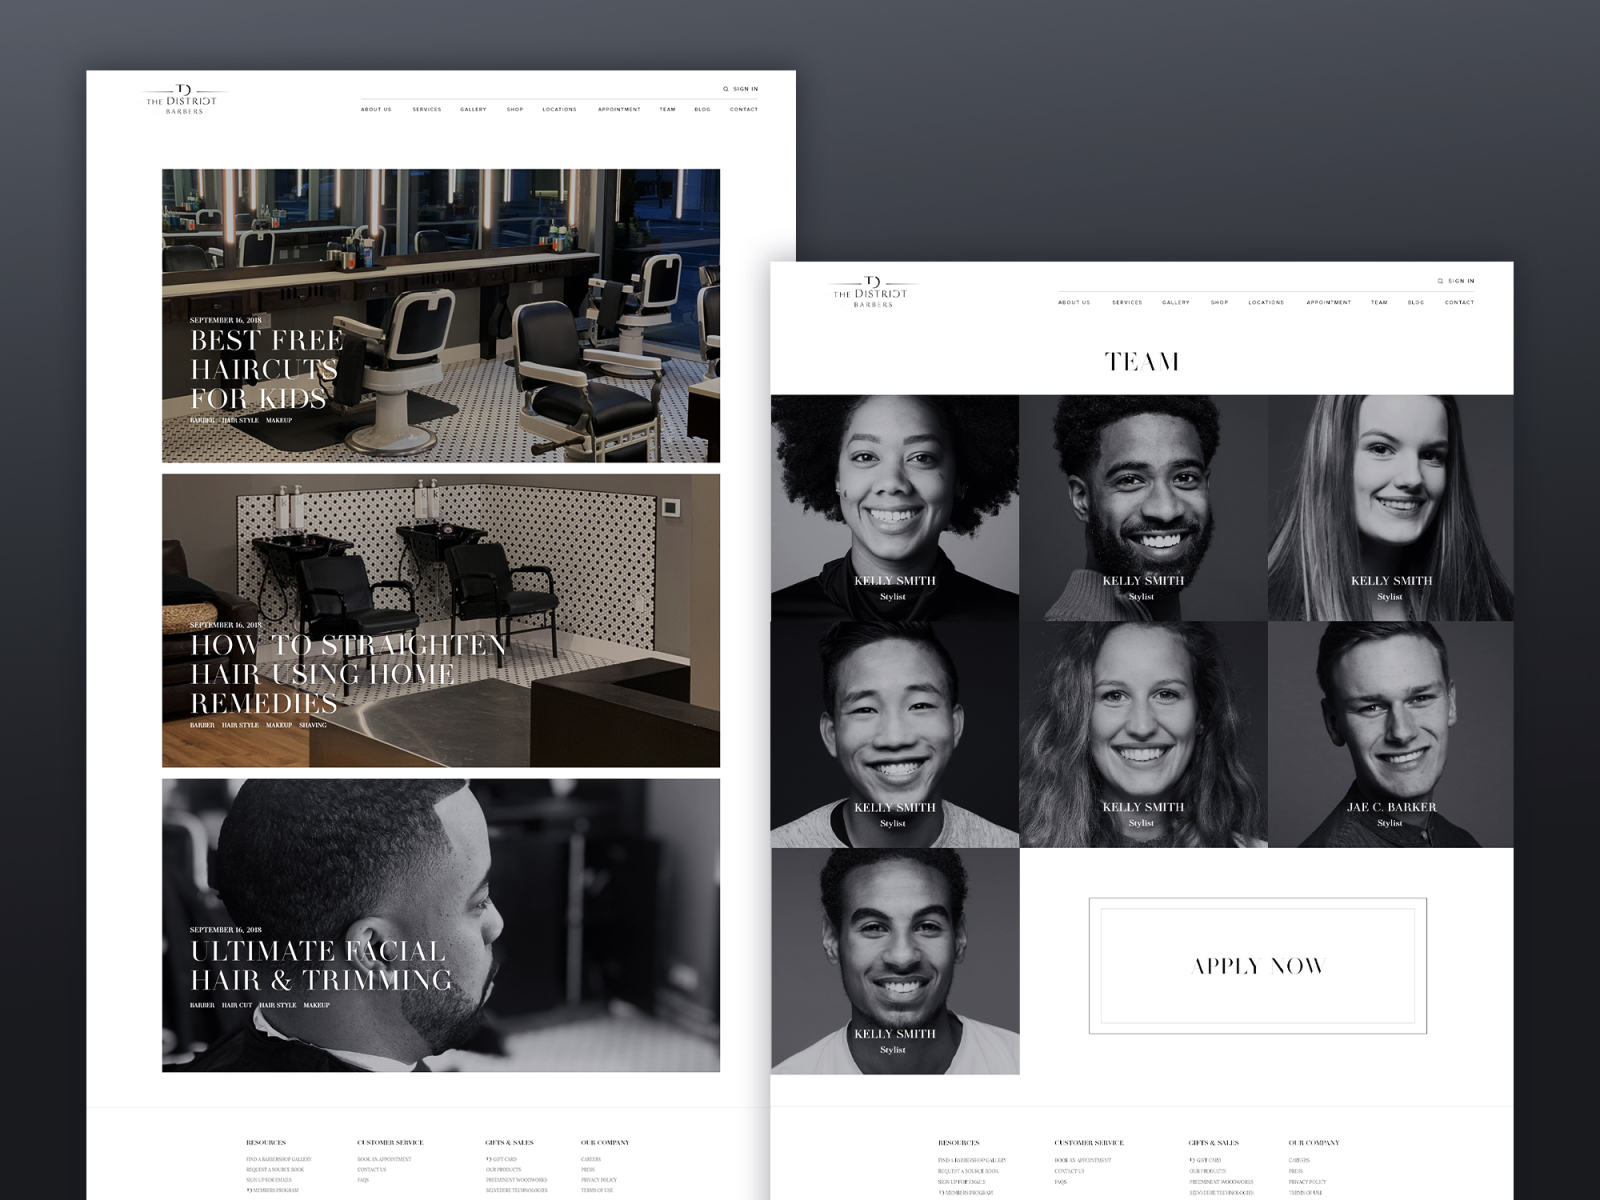 TD
THE DISTRICT
BARBERS
SIGN IN
ABOUT US SERVICES GALLERY SHOP LOCATIONS APPOINTMENT TEAM BLOG CONTACT
SEPTEMBER 16, 2018
BEST FREE
HAIRCUTS
FOR KIDS
BARBER HAIR STYLE MAKEUP
SEPTEMBER 16, 2018
HOW TO STRAIGHTEN
HAIR USING HOME
REMEDIES
BARBER HAIR STYLE MAKEUP SHAVING
SEPTEMBER 16, 2018
ULTIMATE FACIAL
HAIR & TRIMMING
BARBER HAIR CUT HAIR STYLE MAKEUP
RESOURCES CUSTOMER SERVICE GIFTS & SALES OUR COMPANY
FIND A BARBERSHOP GALLERY BOOK AN APPOINTMENT TD GIFT CARD CAREERS
REQUEST A SOURCE BOOK CONTACT US OUR PRODUCTS PRESS
SIGN UP FOR EMAILS FAQS PREEMINENT WOODWORKS PRIVACY POLICY
TD MEMBERS PROGRAM BELVEDERE TECHNOLOGIES TERMS OF USE
TD
THE DISTRICT
BARBERS
SIGN IN
ABOUT US SERVICES GALLERY SHOP LOCATIONS APPOINTMENT TEAM BLOG CONTACT
TEAM
KELLY SMITH
Stylist
KELLY SMITH
Stylist
KELLY SMITH
Stylist
KELLY SMITH
Stylist
KELLY SMITH
Stylist
JAE C. BARKER
Stylist
KELLY SMITH
Stylist
APPLY NOW
RESOURCES CUSTOMER SERVICE GIFTS & SALES OUR COMPANY
FIND A BARBERSHOP GALLERY BOOK AN APPOINTMENT TD GIFT CARD CAREERS
REQUEST A SOURCE BOOK CONTACT US OUR PRODUCTS PRESS
SIGN UP FOR EMAILS FAQS PREEMINENT WOODWORKS PRIVACY POLICY
TD MEMBERS PROGRAM BELVEDERE TECHNOLOGIES TERMS OF USE